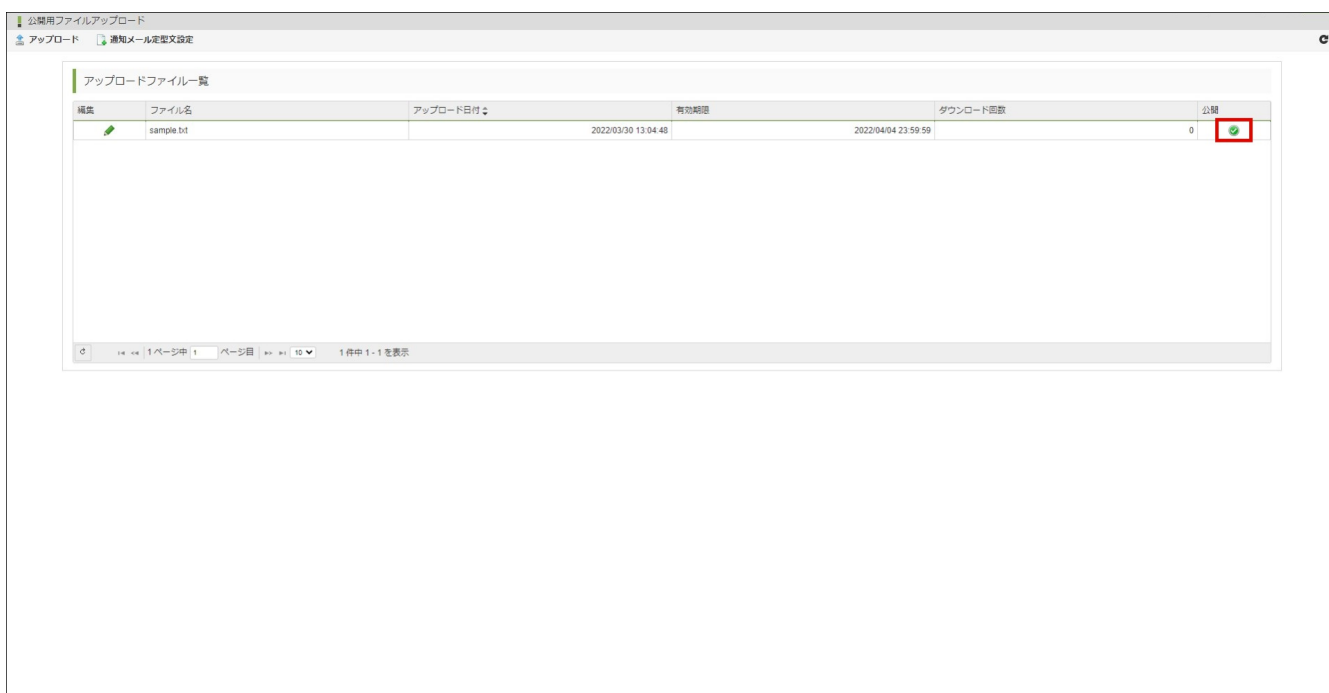 公開用ファイルアップロード
アップロード 通知メール定型文設定
アップロードファイル一覧
編集 ファイル名 アップロード日付 有効期限 ダウンロード回数 公開
sample.txt 2022/03/30 13:04:48 2022/04/04 23:59:59 0
1 ページ中 1 ページ目 10 1 件中 1 - 1 を表示